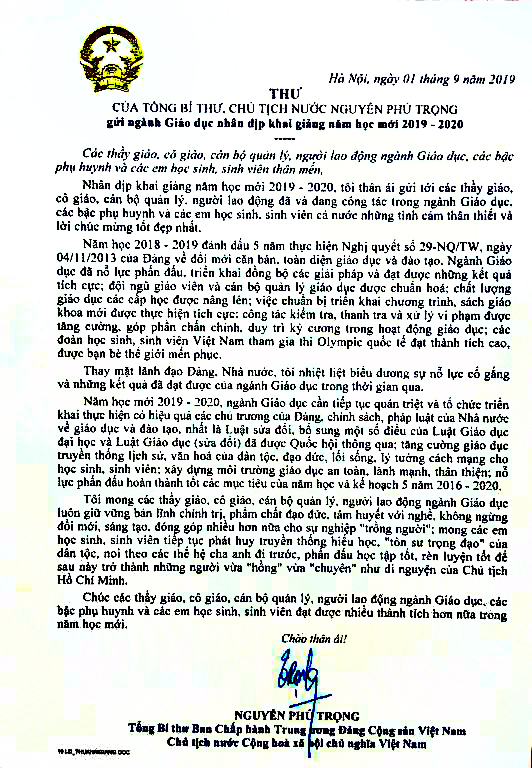 Hà Nội, ngày 01 tháng 9 năm 2019
THƯ
CỦA TỔNG BÍ THƯ, CHỦ TỊCH NƯỚC NGUYỄN PHÚ TRỌNG
gửi ngành Giáo dục nhân dịp khai giảng năm học mới 2019 - 2020
Các thầy giáo, cô giáo, cán bộ quản lý, người lao động ngành Giáo dục, các bậc
phụ huynh và các em học sinh, sinh viên thân mến,
Nhân dịp khai giảng năm học mới 2019 - 2020, tôi thân ái gửi tới các thầy giáo,
cô giáo, cán bộ quản lý, người lao động đã và đang công tác trong ngành Giáo dục,
các bậc phụ huynh và các em học sinh, sinh viên cả nước những tình cảm thân thiết và
lời chúc mừng tốt đẹp nhất.
Năm học 2018 - 2019 đánh dấu 5 năm thực hiện Nghị quyết số 29-NQ/TW, ngày
04/11/2013 của Đảng về đổi mới căn bản, toàn diện giáo dục và đào tạo. Ngành Giáo
dục đã nỗ lực phấn đấu, triển khai đồng bộ các giải pháp và đạt được những kết quả
tích cực; đội ngũ giáo viên và cán bộ quản lý giáo dục được chuẩn hoá; chất lượng
giáo dục các cấp học được nâng lên; việc chuẩn bị triển khai chương trình, sách giáo
khoa mới được thực hiện tích cực; công tác kiểm tra, thanh tra và xử lý vi phạm được
tăng cường, góp phần chấn chỉnh, duy trì kỷ cương trong hoạt động giáo dục; các
đoàn học sinh, sinh viên Việt Nam tham gia thi Olympic quốc tế đạt thành tích cao,
được bạn bè thế giới mến phục.
Thay mặt lãnh đạo Đảng, Nhà nước, tôi nhiệt liệt biểu dương sự nỗ lực cố gắng
và những kết quả đã đạt được của ngành Giáo dục trong thời gian qua.
Năm học mới 2019 - 2020, ngành Giáo dục cần tiếp tục quán triệt và tổ chức triển
khai thực hiện có hiệu quả các chủ trương của Đảng, chính sách, pháp luật của Nhà nước
về giáo dục và đào tạo, nhất là Luật sửa đổi, bổ sung một số điều của Luật Giáo dục
đại học và Luật Giáo dục (sửa đổi) đã được Quốc hội thông qua; tăng cường giáo dục
truyền thống lịch sử, văn hoá của dân tộc, đạo đức, lối sống, lý tưởng cách mạng cho
học sinh, sinh viên; xây dựng môi trường giáo dục an toàn, lành mạnh, thân thiện; nỗ
lực phấn đấu hoàn thành tốt các mục tiêu của năm học và kế hoạch 5 năm 2016 - 2020.
Tôi mong các thầy giáo, cô giáo, cán bộ quản lý, người lao động ngành Giáo dục
luôn giữ vững bản lĩnh chính trị, phẩm chất đạo đức, tâm huyết với nghề, không ngừng
đổi mới, sáng tạo, đóng góp nhiều hơn nữa cho sự nghiệp "trồng người"; mong các em
học sinh, sinh viên tiếp tục phát huy truyền thống hiếu học, "tôn sư trọng đạo" của
dân tộc, noi theo các thế hệ cha anh đi trước, phấn đấu học tập tốt, rèn luyện tốt để
sau này trở thành những người vừa "hồng" vừa "chuyên" như di nguyện của Chủ tịch
Hồ Chí Minh.
Chúc các thầy giáo, cô giáo, cán bộ quản lý, người lao động ngành Giáo dục, các
bậc phụ huynh và các em học sinh, sinh viên đạt được nhiều thành tích hơn nữa trong
năm học mới.
Chào thân ái!
Trọng
NGUYỄN PHÚ TRỌNG
Tổng Bí thư Ban Chấp hành Trung ương Đảng Cộng sản Việt Nam
Chủ tịch nước Cộng hoà xã hội chủ nghĩa Việt Nam